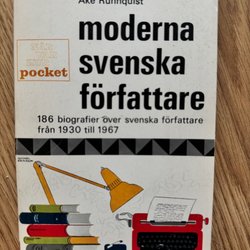 Åke Runnquist
moderna
svenska
författare
pocket
186 biografier över svenska författare
från 1930 till 1967